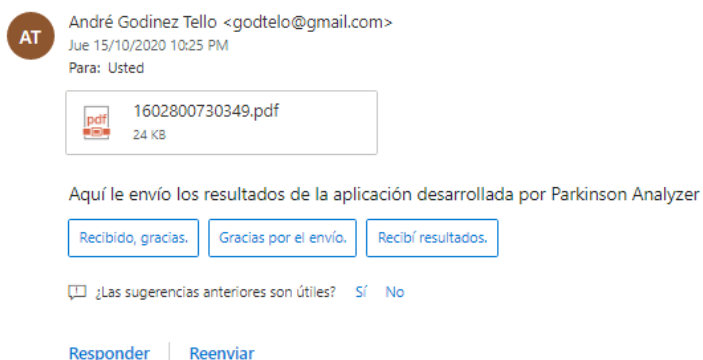 AT
André Godinez Tello <godtelo@gmail.com>
Jue 15/10/2020 10:25 PM
Para: Usted
pdf
1602800730349.pdf
24 KB
Aquí le envío los resultados de la aplicación desarrollada por Parkinson Analyzer
Recibido, gracias. Gracias por el envío. Recibí resultados.
¿Las sugerencias anteriores son útiles? Sí No
Responder Reenviar